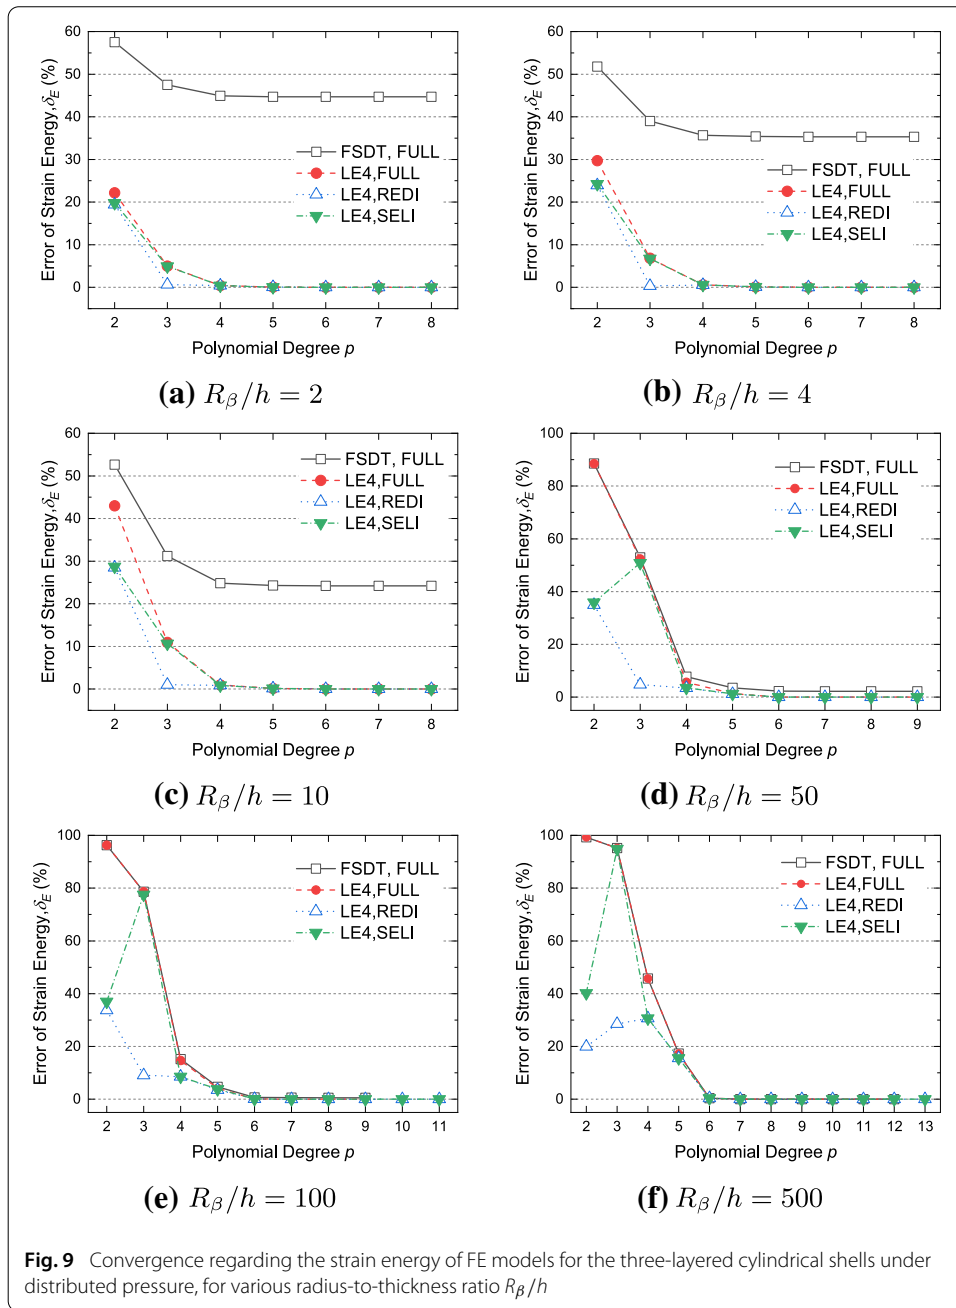 60
50
40
30
20
10
0
Error of Strain Energy, δE (%)
FSDT, FULL
LE4,FULL
LE4,REDI
LE4,SELI
2 3 4 5 6 7 8
Polynomial Degree p
(a) Rβ/h = 2
60
50
40
30
20
10
0
Error of Strain Energy, δE (%)
FSDT, FULL
LE4,FULL
LE4,REDI
LE4,SELI
2 3 4 5 6 7 8
Polynomial Degree p
(b) Rβ/h = 4
60
50
40
30
20
10
0
Error of Strain Energy, δE (%)
FSDT, FULL
LE4,FULL
LE4,REDI
LE4,SELI
2 3 4 5 6 7 8
Polynomial Degree p
(c) Rβ/h = 10
100
80
60
40
20
0
Error of Strain Energy, δE (%)
FSDT, FULL
LE4,FULL
LE4,REDI
LE4,SELI
2 3 4 5 6 7 8 9
Polynomial Degree p
(d) Rβ/h = 50
100
80
60
40
20
0
Error of Strain Energy, δE (%)
FSDT, FULL
LE4,FULL
LE4,REDI
LE4,SELI
2 3 4 5 6 7 8 9 10 11
Polynomial Degree p
(e) Rβ/h = 100
100
80
60
40
20
0
Error of Strain Energy, δE (%)
FSDT, FULL
LE4,FULL
LE4,REDI
LE4,SELI
2 3 4 5 6 7 8 9 10 11 12 13
Polynomial Degree p
(f) Rβ/h = 500
Fig. 9 Convergence regarding the strain energy of FE models for the three-layered cylindrical shells under
distributed pressure, for various radius-to-thickness ratio Rβ/h